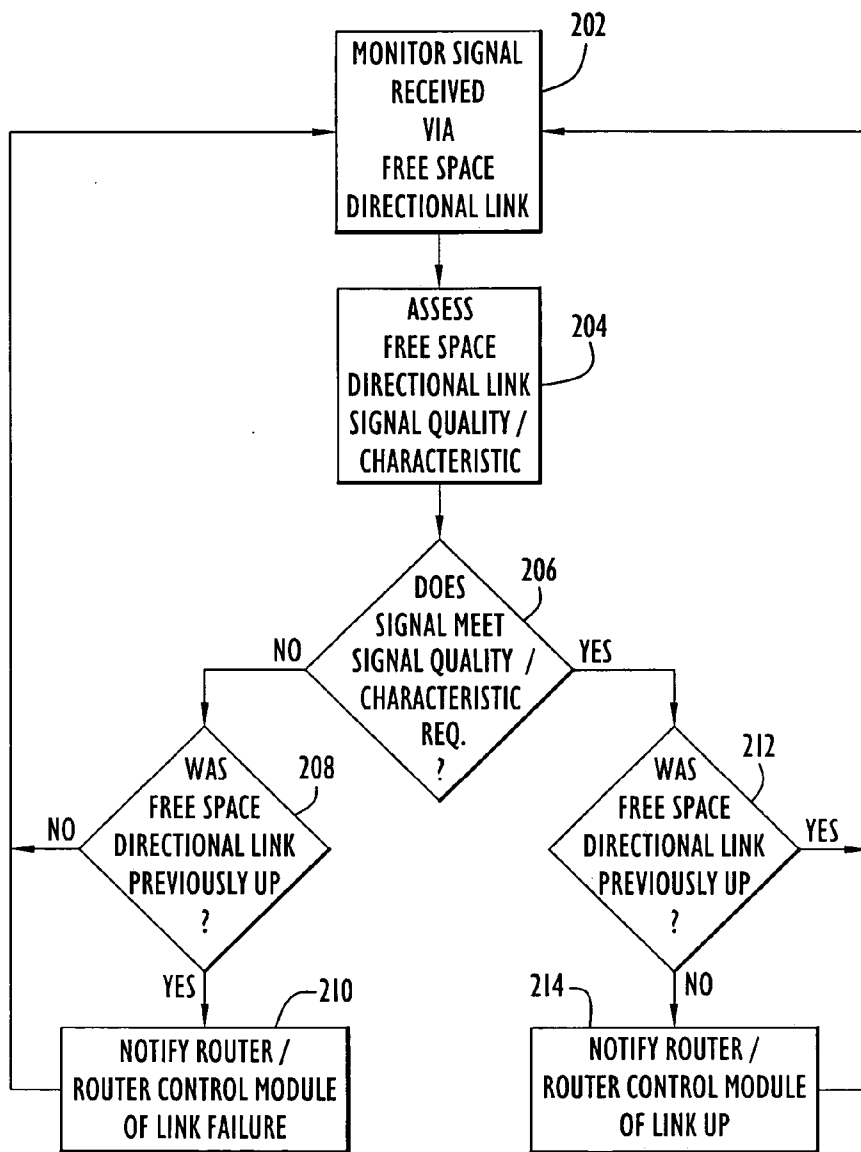 202
MONITOR SIGNAL
RECEIVED
VIA
FREE SPACE
DIRECTIONAL LINK
ASSESS
FREE SPACE
DIRECTIONAL LINK
SIGNAL QUALITY /
CHARACTERISTIC
204
DOES
SIGNAL MEET
SIGNAL QUALITY /
CHARACTERISTIC
REQ.
?
206
NO
YES
WAS
FREE SPACE
DIRECTIONAL LINK
PREVIOUSLY UP
?
208
NO
YES
WAS
FREE SPACE
DIRECTIONAL LINK
PREVIOUSLY UP
?
212
YES
NO
210
NOTIFY ROUTER /
ROUTER CONTROL MODULE
OF LINK FAILURE
214
NOTIFY ROUTER /
ROUTER CONTROL MODULE
OF LINK UP